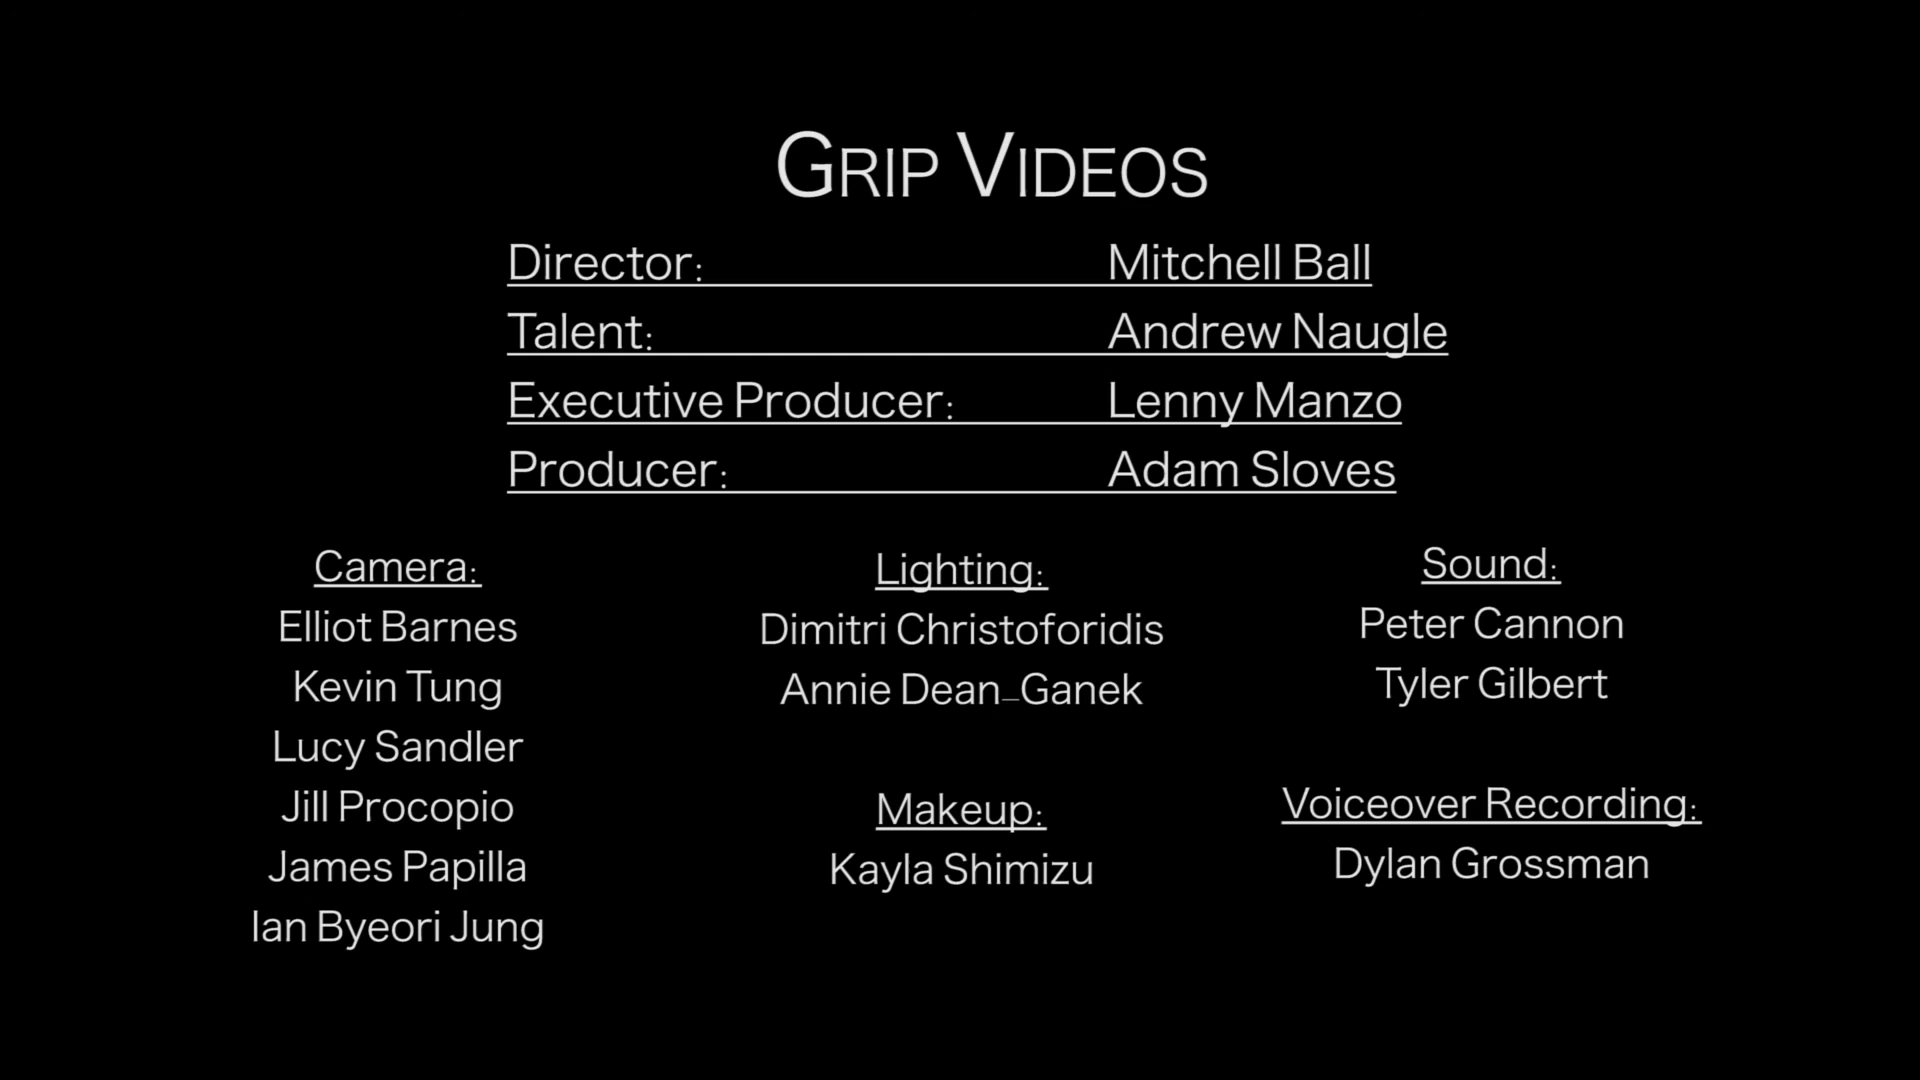 GRIP VIDEOS
Director: Mitchell Ball
Talent: Andrew Naugle
Executive Producer: Lenny Manzo
Producer: Adam Sloves
Camera:
Elliot Barnes
Kevin Tung
Lucy Sandler
Jill Procopio
James Papilla
Ian Byeori Jung
Lighting:
Dimitri Christoforidis
Annie Dean-Ganek
Makeup:
Kayla Shimizu
Sound:
Peter Cannon
Tyler Gilbert
Voiceover Recording:
Dylan Grossman